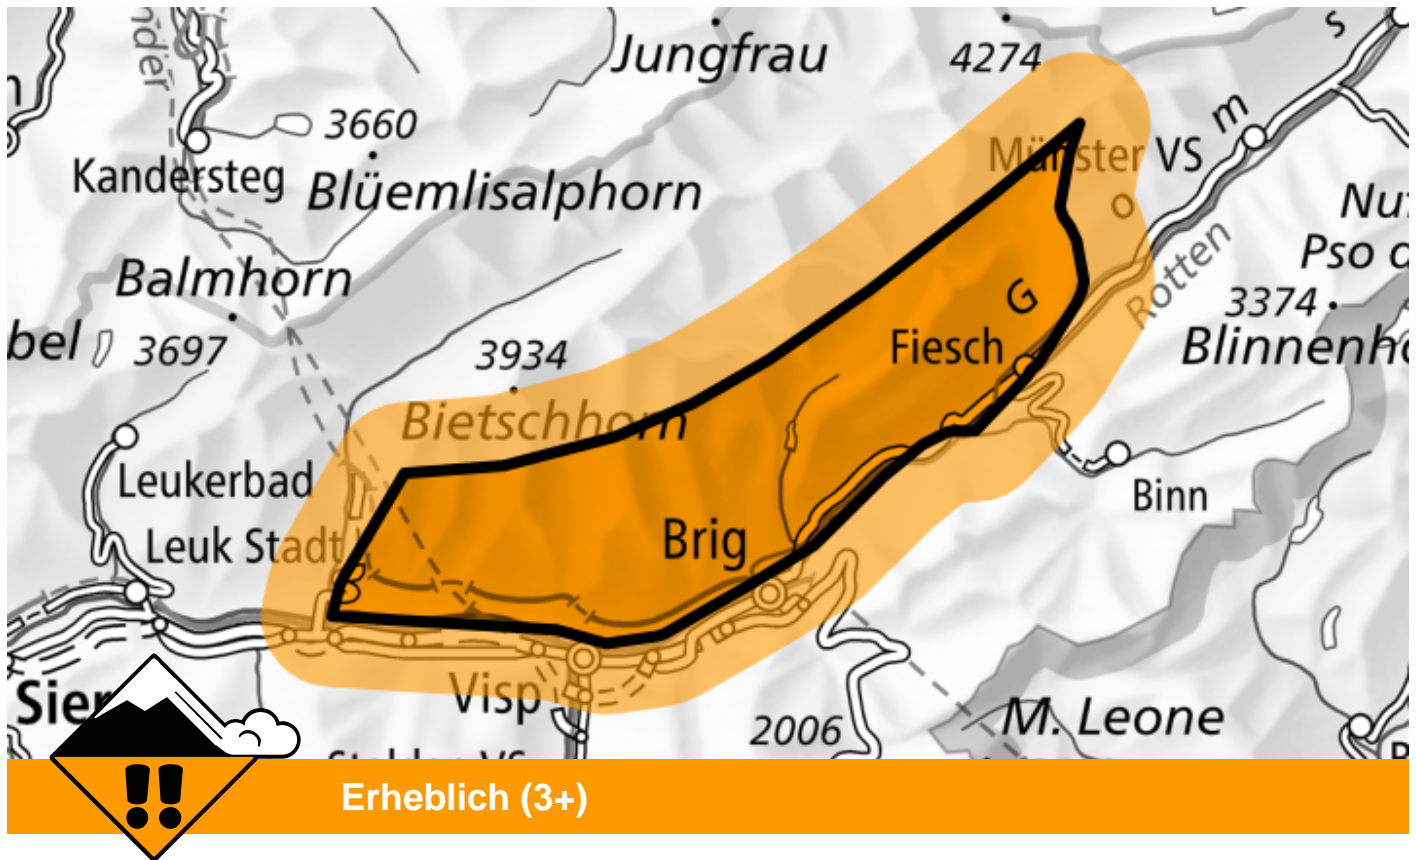 Jungfrau
4274
3660
Münster VS
Kandersteg
Blüemlisalphorn
Balmhorn
3697
3934
Fiesch
G
o
m
s
Rotten
3374
Bietschhorn
Leukerbad
Leuk Stadt
Brig
Binn
Visp
2006
M. Leone
Erheblich (3+)